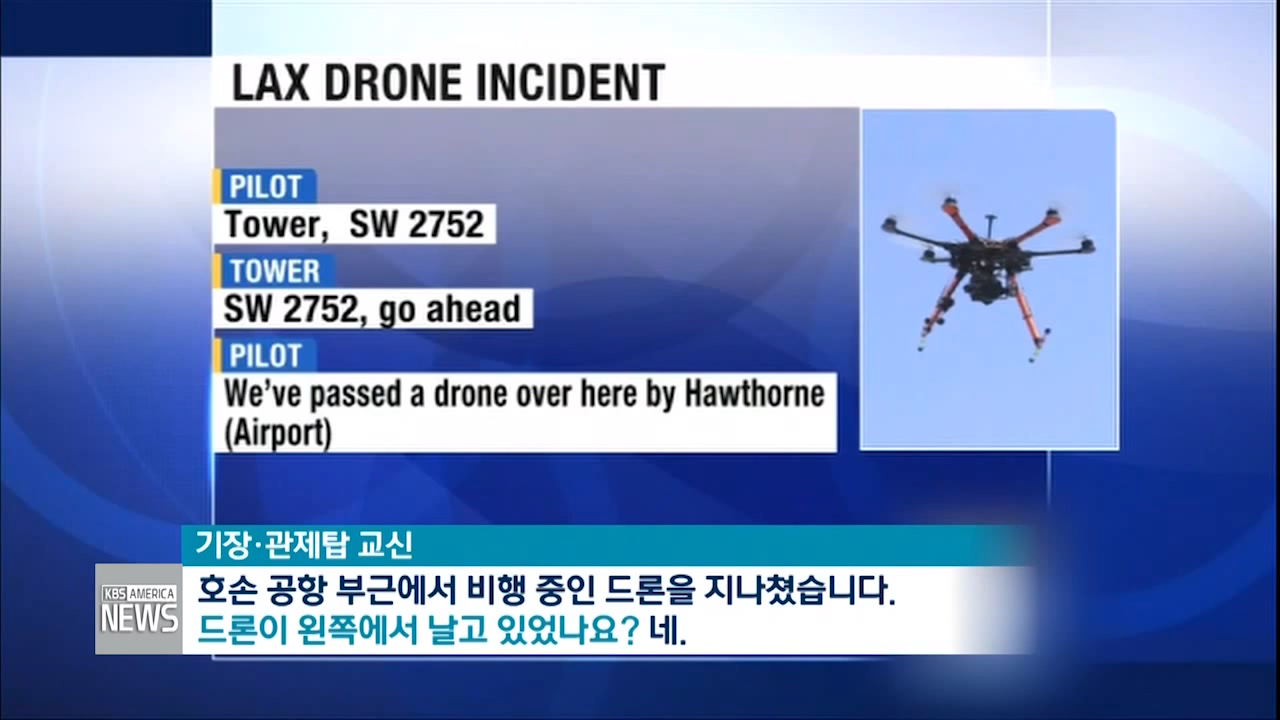 LAX DRONE INCIDENT
PILOT
Tower, SW 2752
TOWER
SW 2752, go ahead
PILOT
We've passed a drone over here by Hawthorne
(Airport)
기장·관제탑 교신
KBS AMERICA
NEWS
호손 공항 부근에서 비행 중인 드론을 지나쳤습니다.
드론이 왼쪽에서 날고 있었나요? 네.